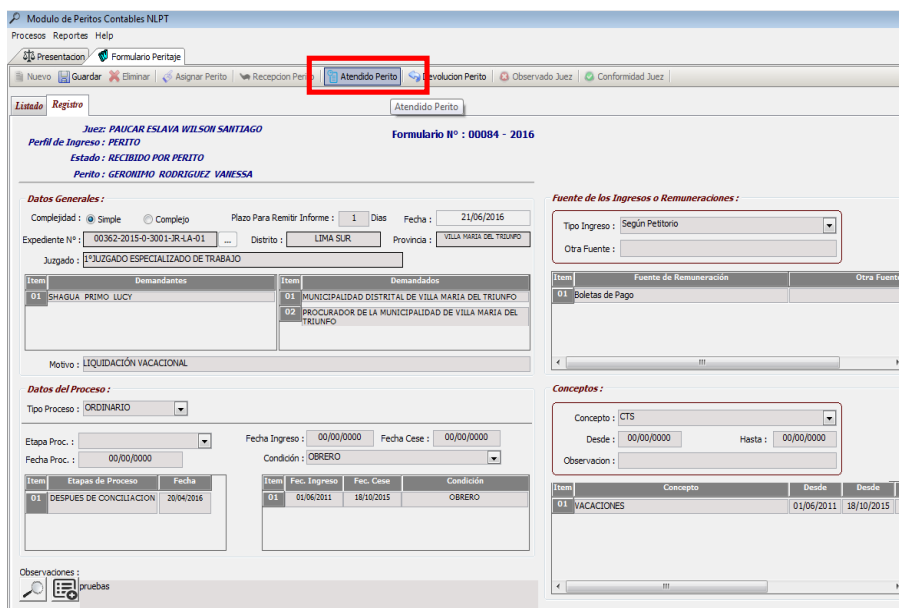 Modulo de Peritos Contables NLPT
Procesos Reportes Help
Presentacion Formulario Peritaje
Nuevo Guardar Eliminar Asignar Perito Recepcion Perito Atendido Perito Devolucion Perito Observado Juez Conformidad Juez
Atendido Perito
Listado Registro
Juez: PAUCAR ESLAVA WILSON SANTIAGO
Perfil de Ingreso : PERITO
Formulario Nº : 00084 - 2016
Estado : RECIBIDO POR PERITO
Perito : GERONIMO RODRIGUEZ VANESSA
Datos Generales :
Complejidad : Simple Complejo Plazo Para Remitir Informe : 1 Dias Fecha : 21/06/2016
Expediente Nº : 00362-2015-0-3001-JR-LA-01 ... Distrito : LIMA SUR Provincia : VILLA MARIA DEL TRIUNFO
Juzgado : 1ºJUZGADO ESPECIALIZADO DE TRABAJO
Item Demandantes
01 SHAGUA PRIMO LUCY
Item Demandados
01 MUNICIPALIDAD DISTRITAL DE VILLA MARIA DEL TRIUNFO
02 PROCURADOR DE LA MUNICIPALIDAD DE VILLA MARIA DEL
TRIUNFO
Motivo : LIQUIDACIÓN VACACIONAL
Fuente de los Ingresos o Remuneraciones :
Tipo Ingreso : Según Petitorio
Otra Fuente :
Item Fuente de Remuneración Otra Fuente
01 Boletas de Pago
Datos del Proceso :
Tipo Proceso : ORDINARIO
Etapa Proc. :
Fecha Proc. : 00/00/0000
Fecha Ingreso : 00/00/0000 Fecha Cese : 00/00/0000
Condición : OBRERO
Item Etapas de Proceso Fecha
01 DESPUES DE CONCILIACION 20/04/2016
Item Fec. Ingreso Fec. Cese Condición
01 01/06/2011 18/10/2015 OBRERO
Conceptos :
Concepto : CTS
Desde : 00/00/0000 Hasta : 00/00/0000
Observacion :
Item Concepto Desde Desde
01 VACACIONES 01/06/2011 18/10/2015
Observaciones :
pruebas